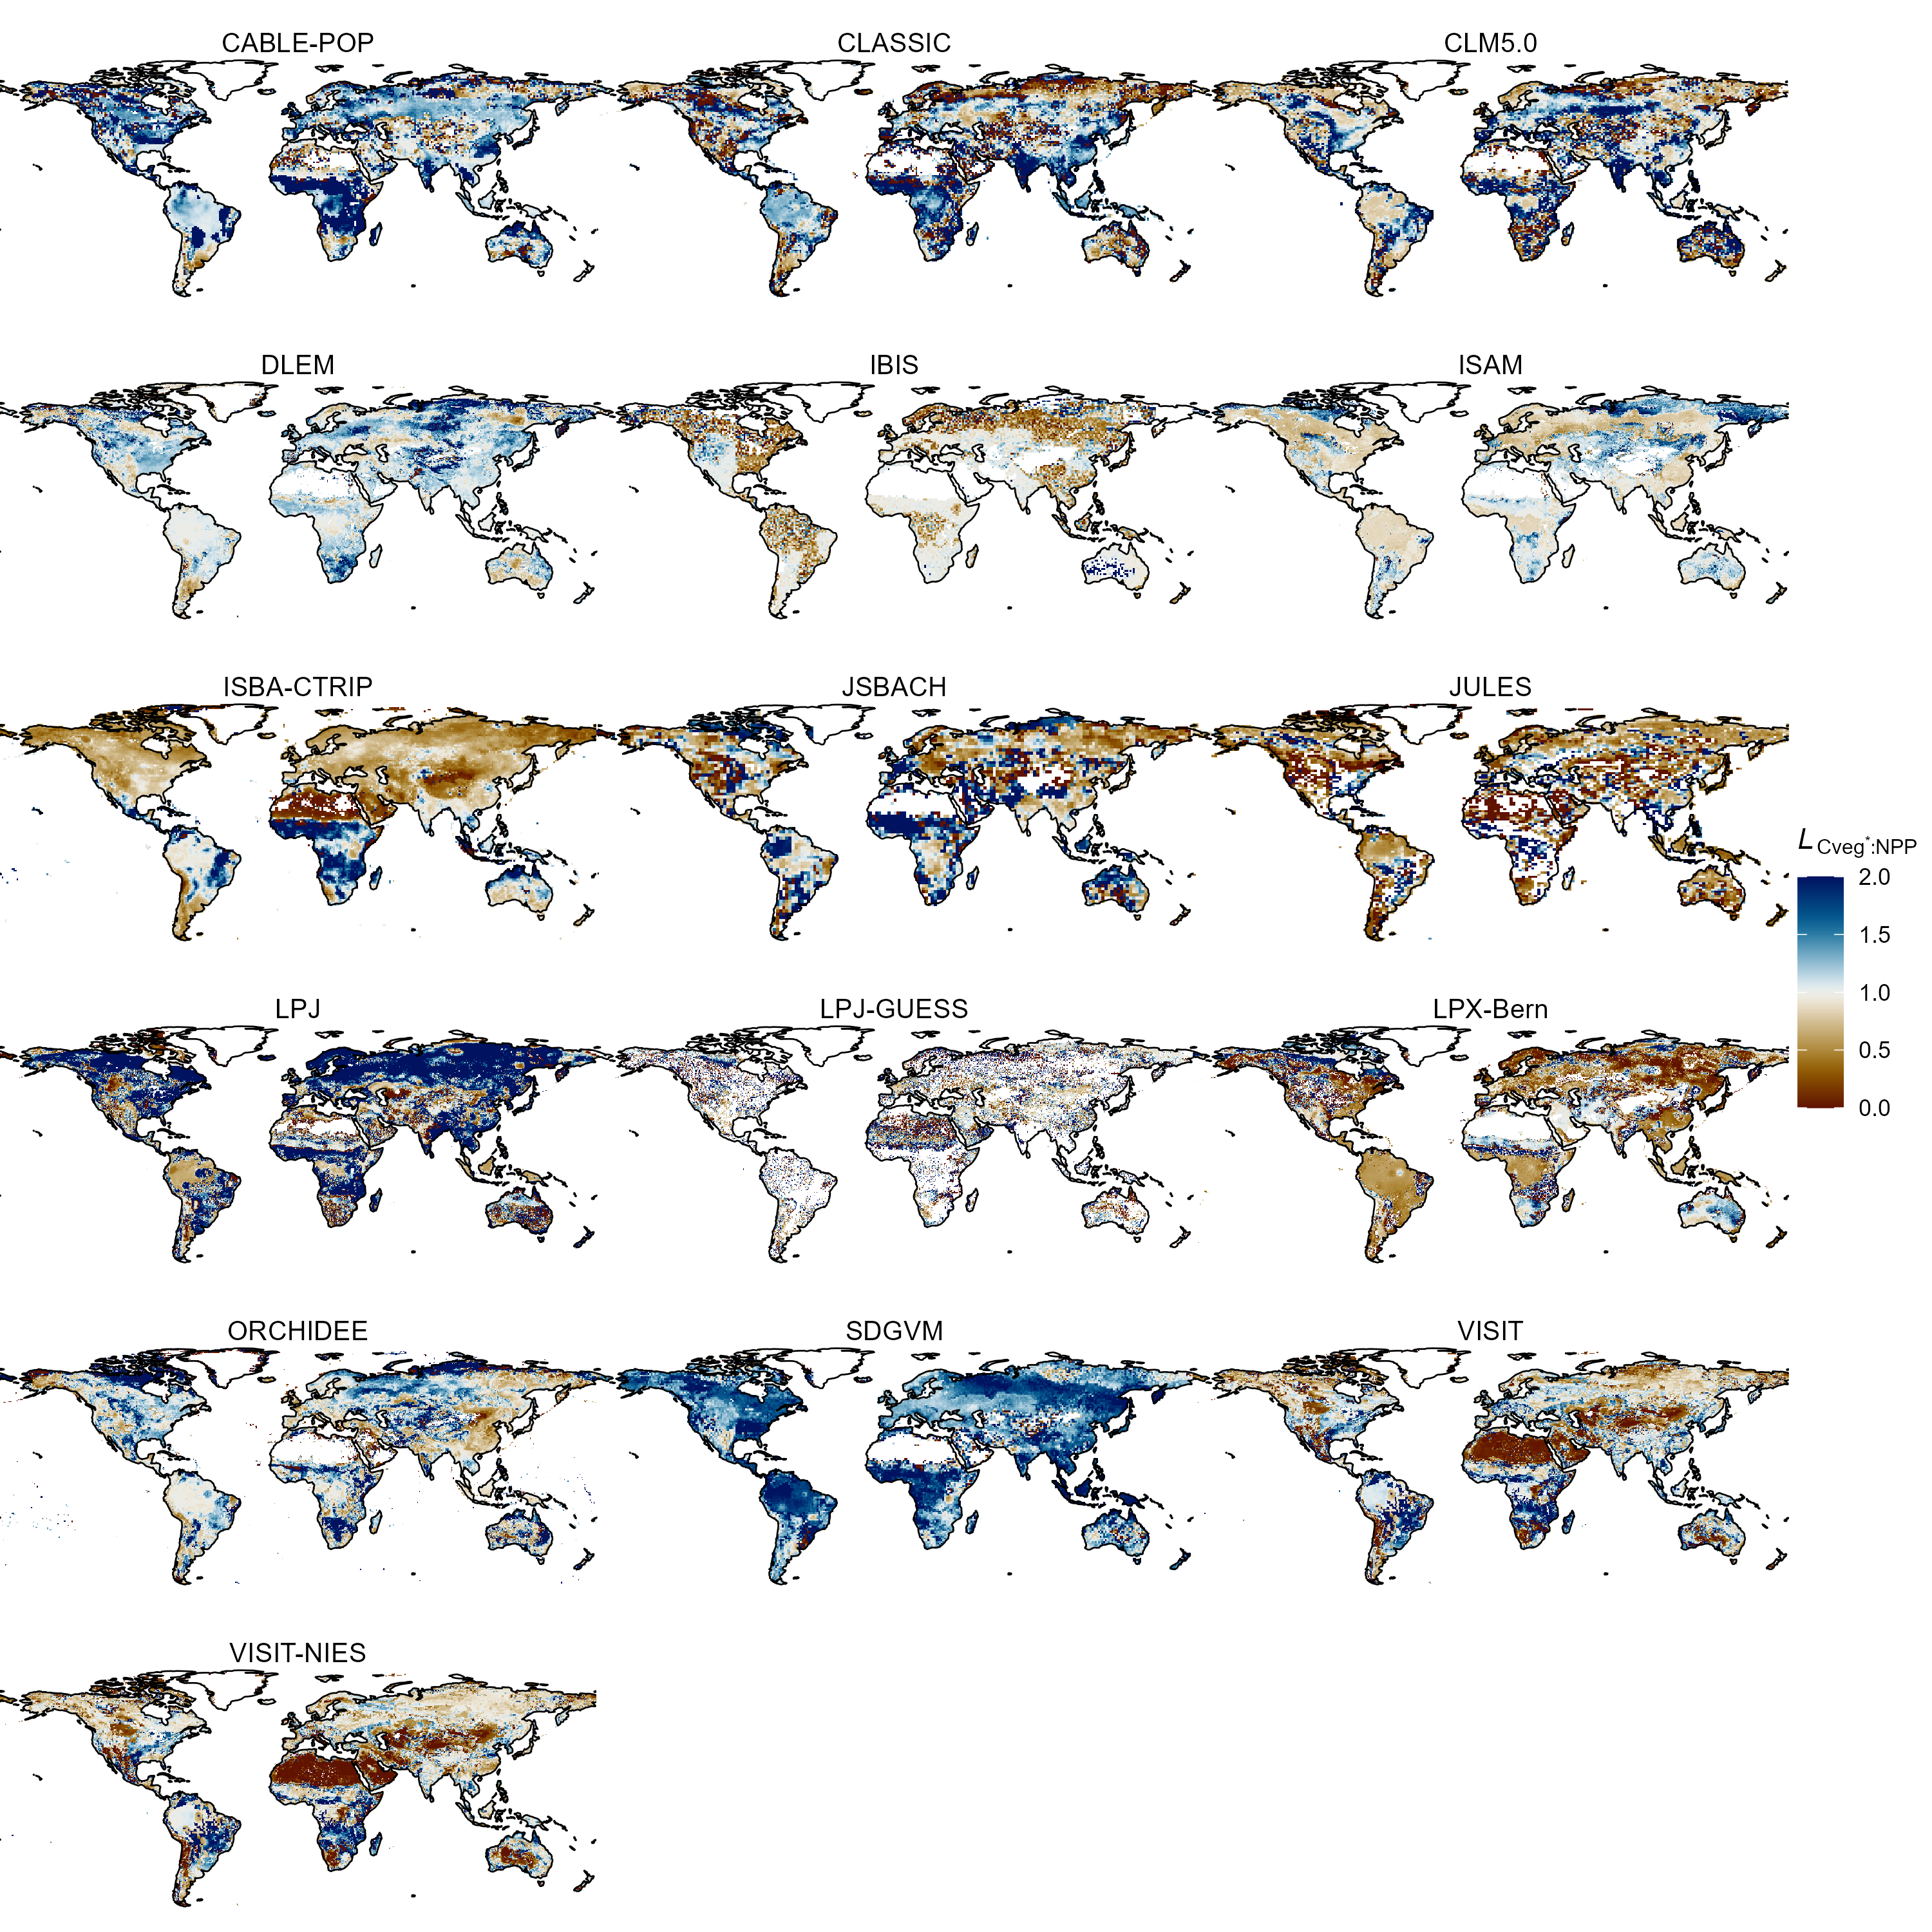 CABLE-POP CLASSIC CLM5.0
DLEM IBIS ISAM
ISBA-CTRIP JSBACH JULES
L Cveg*:NPP
2.0
1.5
1.0
0.5
0.0
LPJ LPJ-GUESS LPX-Bern
ORCHIDEE SDGVM VISIT
VISIT-NIES